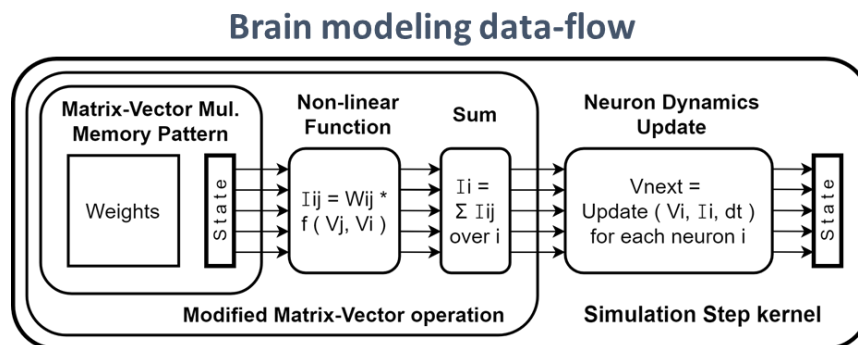 Brain modeling data-flow
Matrix-Vector Mul.
Memory Pattern
Non-linear
Function
Sum
Neuron Dynamics
Update
Weights
State
Iij = Wij *
f ( Vj, Vi )
Ii =
Σ Iij
over i
Vnext =
Update ( Vi, Ii, dt )
for each neuron i
State
Modified Matrix-Vector operation
Simulation Step kernel